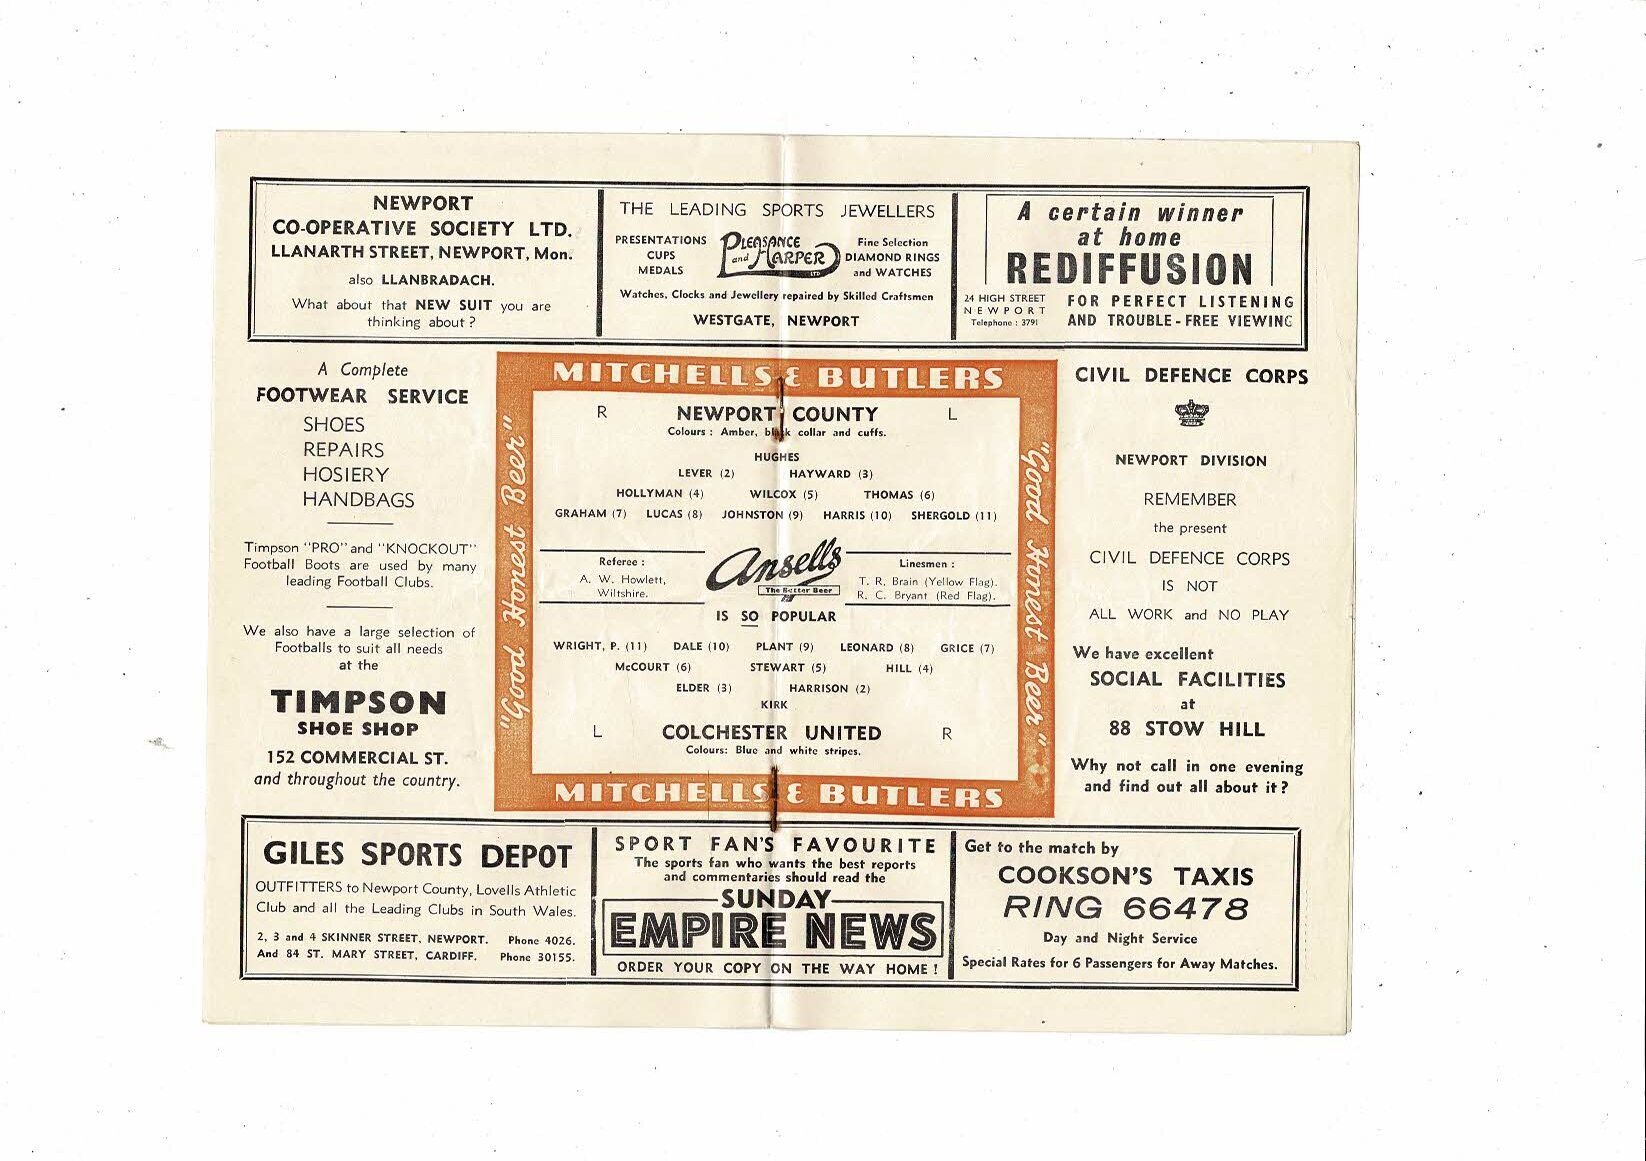 NEWPORT
CO-OPERATIVE SOCIETY LTD.
LLANARTH STREET, NEWPORT, Mon.
also LLANBRADACH.
What about that NEW SUIT you are
thinking about ?
THE LEADING SPORTS JEWELLERS
PRESENTATIONS
CUPS
MEDALS
PLEASANCE
and HARPER
LTD
Fine Selection
DIAMOND RINGS
and WATCHES
Watches, Clocks and Jewellery repaired by Skilled Craftsmen
WESTGATE, NEWPORT
A certain winner
at home
REDIFFUSION
24 HIGH STREET
NEWPORT
Telephone : 3791
FOR PERFECT LISTENING
AND TROUBLE-FREE VIEWING
A Complete
FOOTWEAR SERVICE
SHOES
REPAIRS
HOSIERY
HANDBAGS
Timpson "PRO" and "KNOCKOUT"
Football Boots are used by many
leading Football Clubs.
We also have a large selection of
Footballs to suit all needs
at the
TIMPSON
SHOE SHOP
152 COMMERCIAL ST.
and throughout the country.
MITCHELLS & BUTLERS
"Good Honest Beer"
R NEWPORT COUNTY L
Colours : Amber, black collar and cuffs.
HUGHES
LEVER (2) HAYWARD (3)
HOLLYMAN (4) WILCOX (5) THOMAS (6)
GRAHAM (7) LUCAS (8) JOHNSTON (9) HARRIS (10) SHERGOLD (11)
Referee :
A. W. Howlett,
Wiltshire.
Ansells
The Better Beer
Linesmen :
T. R. Brain (Yellow Flag).
R. C. Bryant (Red Flag).
IS SO POPULAR
WRIGHT, P. (11) DALE (10) PLANT (9) LEONARD (8) GRICE (7)
McCOURT (6) STEWART (5) HILL (4)
ELDER (3) HARRISON (2)
KIRK
L COLCHESTER UNITED R
Colours: Blue and white stripes.
"Good Honest Beer"
MITCHELLS & BUTLERS
CIVIL DEFENCE CORPS
NEWPORT DIVISION
REMEMBER
the present
CIVIL DEFENCE CORPS
IS NOT
ALL WORK and NO PLAY
We have excellent
SOCIAL FACILITIES
at
88 STOW HILL
Why not call in one evening
and find out all about it ?
GILES SPORTS DEPOT
OUTFITTERS to Newport County, Lovells Athletic
Club and all the Leading Clubs in South Wales.
2, 3 and 4 SKINNER STREET, NEWPORT. Phone 4026.
And 84 ST. MARY STREET, CARDIFF. Phone 30155.
SPORT FAN'S FAVOURITE
The sports fan who wants the best reports
and commentaries should read the
SUNDAY
EMPIRE NEWS
ORDER YOUR COPY ON THE WAY HOME !
Get to the match by
COOKSON'S TAXIS
RING 66478
Day and Night Service
Special Rates for 6 Passengers for Away Matches.